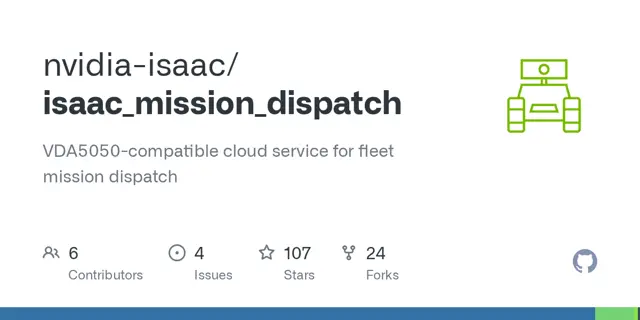 nvidia-isaac/
isaac_mission_dispatch
VDA5050-compatible cloud service for fleet
mission dispatch
6
Contributors
4
Issues
107
Stars
24
Forks